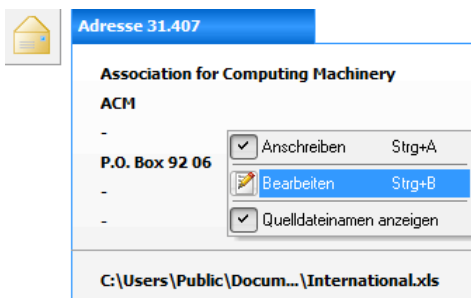 Adresse 31.407
Association for Computing Machinery
ACM
-
P.O. Box 92 06
-
-
Anschreiben Strg+A
Bearbeiten Strg+B
Quelldateinamen anzeigen
C:\Users\Public\Docum...\International.xls